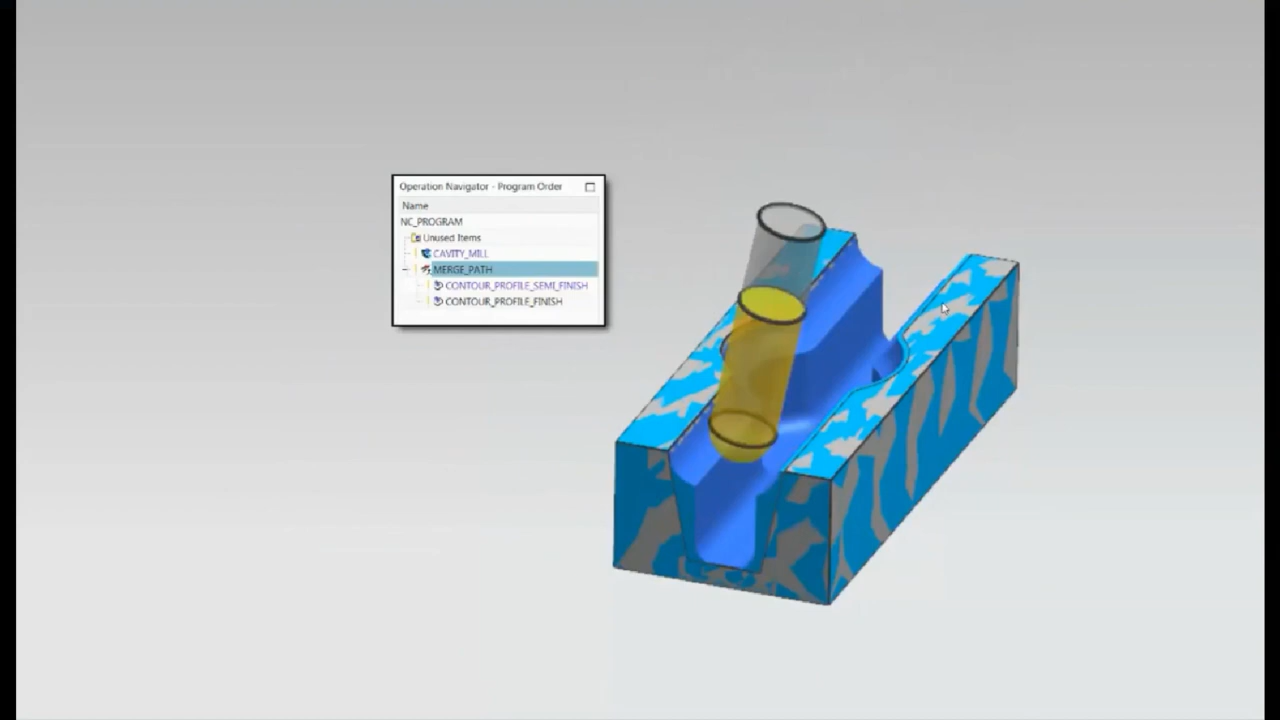 Operation Navigator - Program Order
Name
NC_PROGRAM
Unused Items
CAVITY_MILL
MERGE_PATH
CONTOUR_PROFILE_SEMI_FINISH
CONTOUR_PROFILE_FINISH